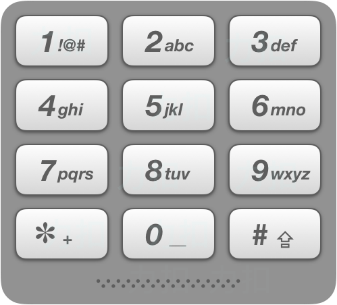 1 !@# 2 abc 3 def
4 ghi 5 jkl 6 mno
7 pqrs 8 tuv 9 wxyz
* + 0 _ # ⇧